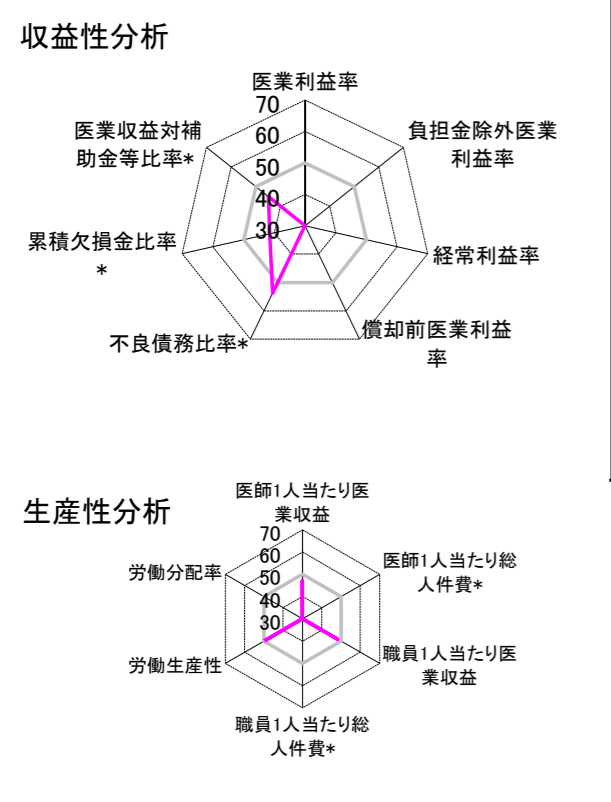 収益性分析
医業利益率
70
60
50
40
30
負担金除外医業
利益率
経常利益率
償却前医業利益
率
不良債務比率*
累積欠損金比率
*
医業収益対補
助金等比率*
生産性分析
医師1人当たり医
業収益
70
60
50
40
30
医師1人当たり総
人件費*
職員1人当たり医
業収益
職員1人当たり総
人件費*
労働生産性
労働分配率